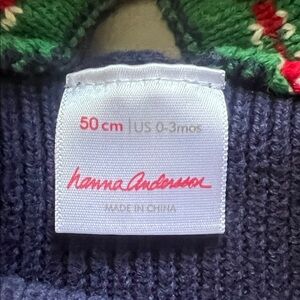 50 cm | US 0-3mos
hanna andersson
MADE IN CHINA